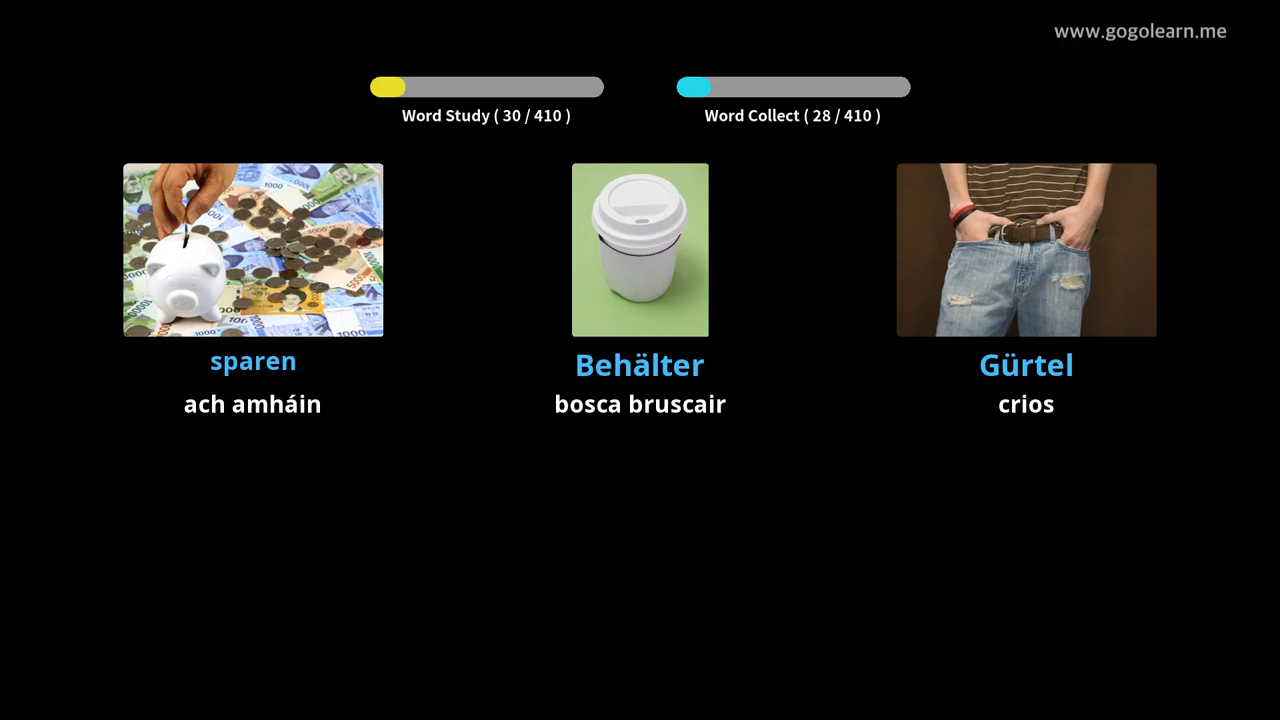 www.gogolearn.me
Word Study ( 30 / 410 )
Word Collect ( 28 / 410 )
sparen
Behälter
Gürtel
ach amháin
bosca bruscair
crios